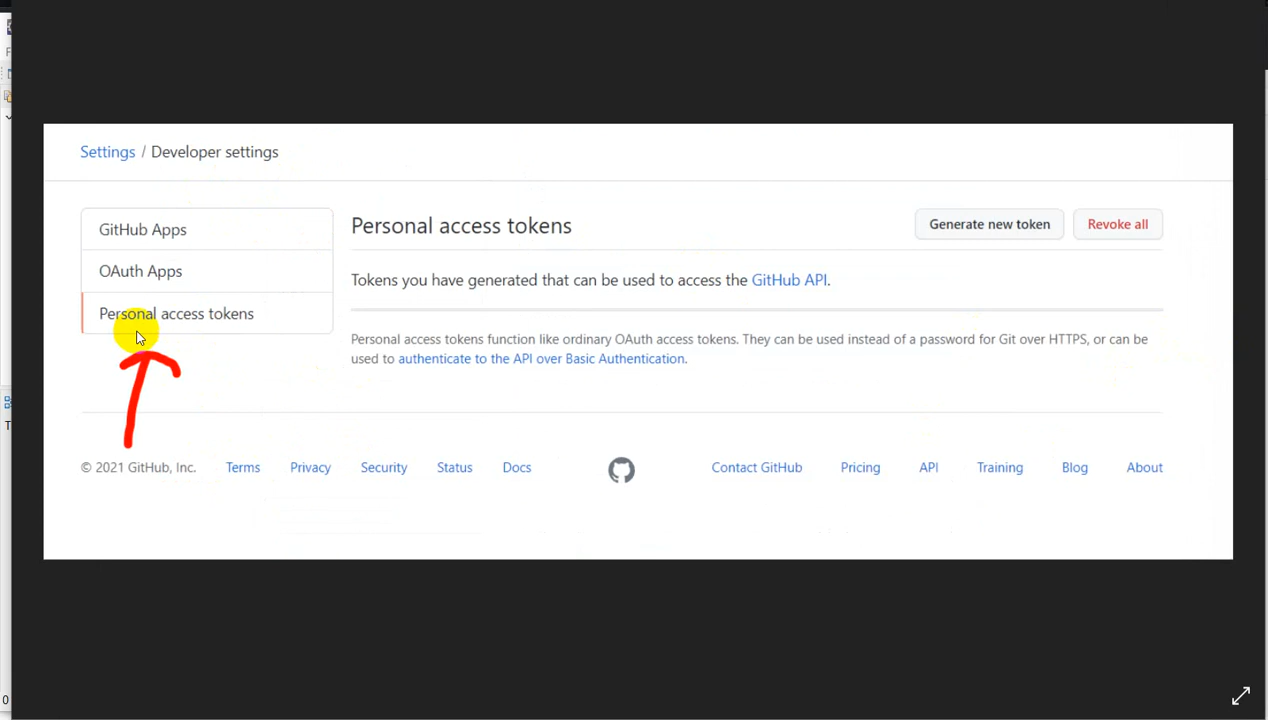 Settings / Developer settings
GitHub Apps
OAuth Apps
Personal access tokens
Personal access tokens
Generate new token
Revoke all
Tokens you have generated that can be used to access the GitHub API.
Personal access tokens function like ordinary OAuth access tokens. They can be used instead of a password for Git over HTTPS, or can be
used to authenticate to the API over Basic Authentication.
© 2021 GitHub, Inc. Terms Privacy Security Status Docs Contact GitHub Pricing API Training Blog About
0